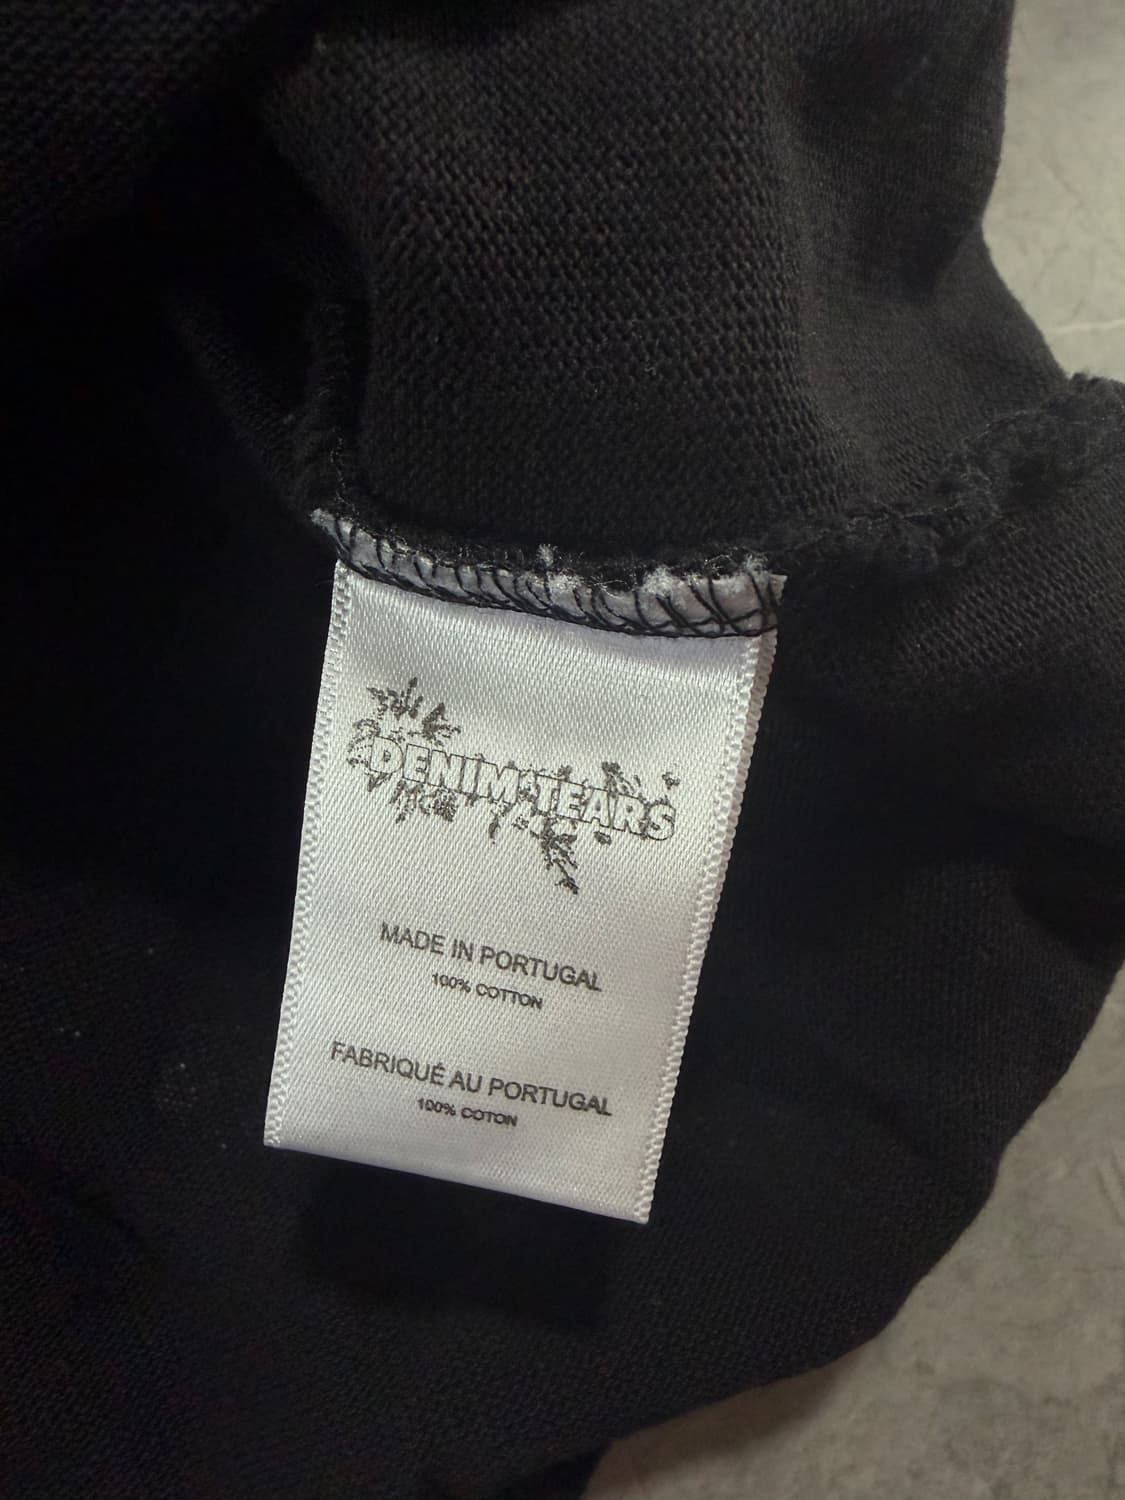 DENIM TEARS
MADE IN PORTUGAL
100% COTTON
FABRIQUÉ AU PORTUGAL
100% COTON